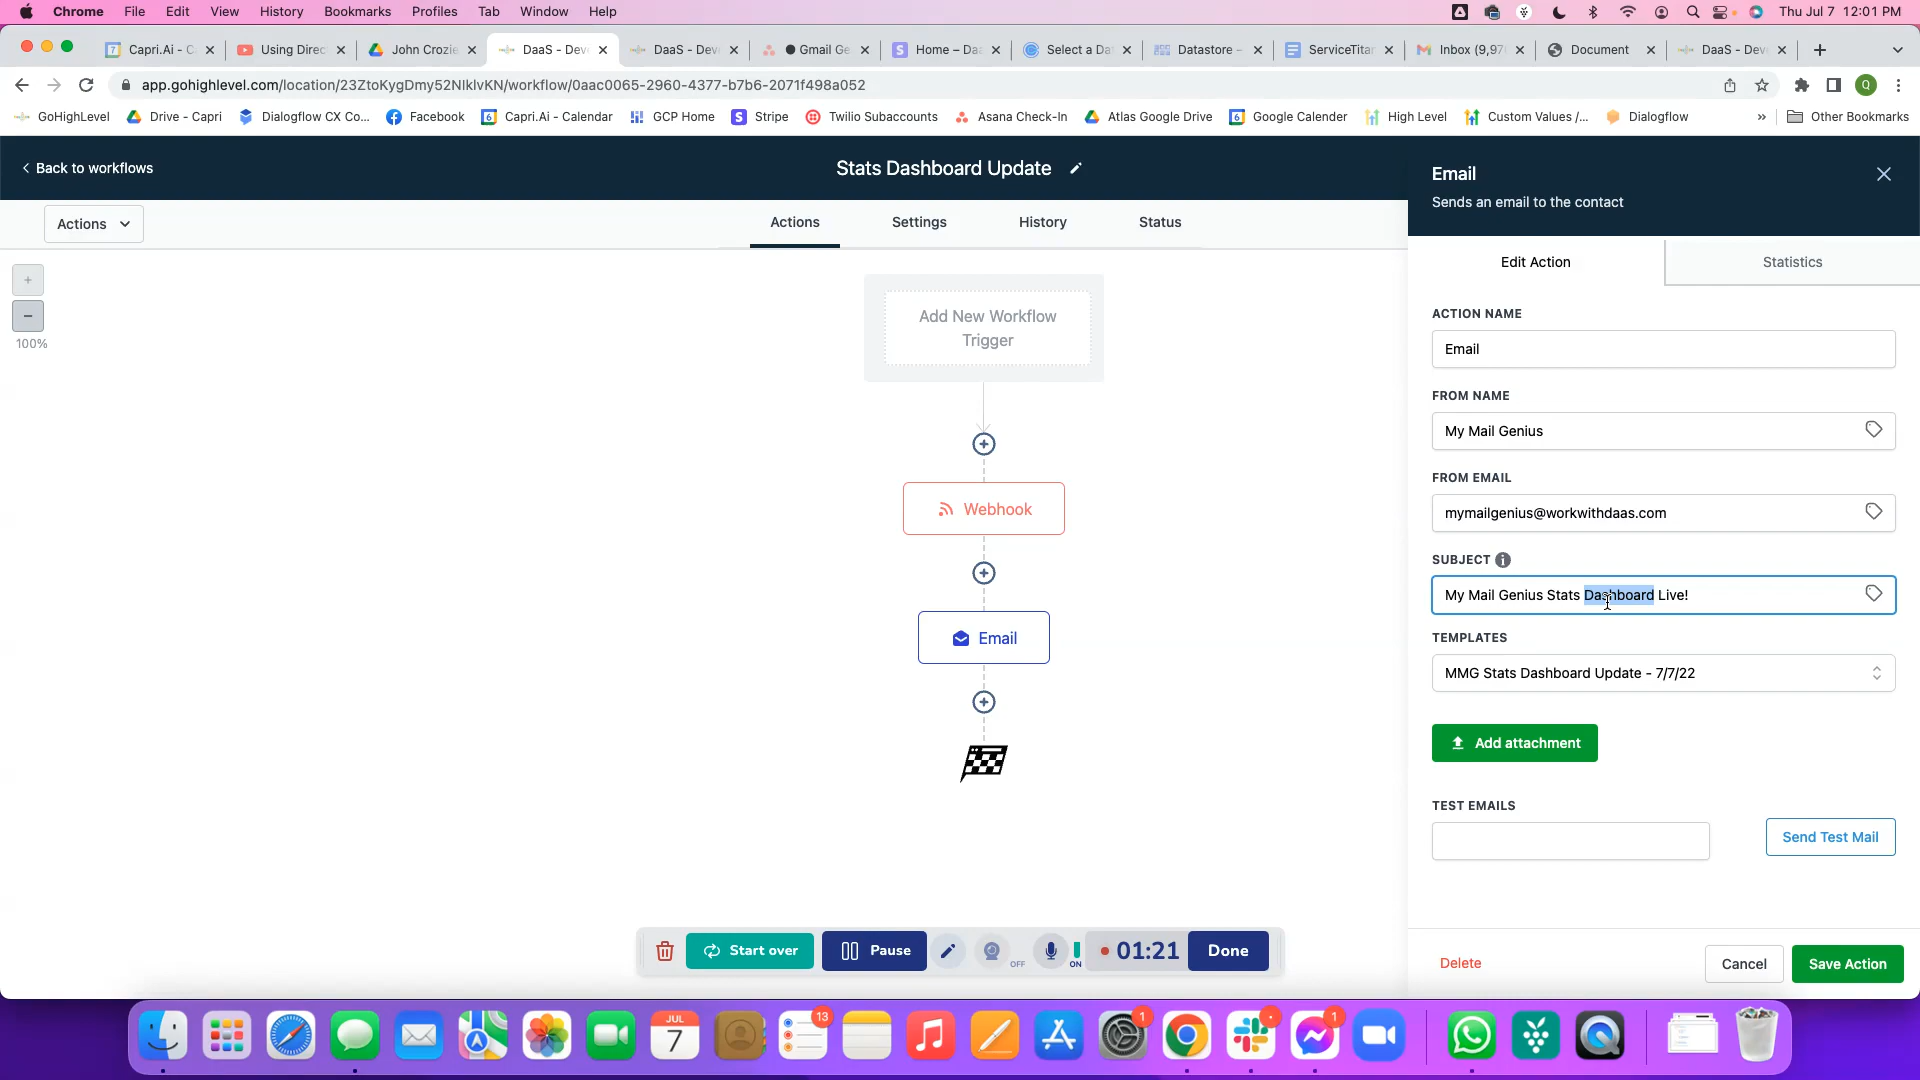 Chrome File Edit View History Bookmarks Profiles Tab Window Help Thu Jul 7 12:01 PM
Capri.Ai - C Using Direc John Crozie DaaS - Deve DaaS - Deve Gmail Ge Home – Daa Select a Dat Datastore – ServiceTitan Inbox (9,97 Document DaaS - Deve
app.gohighlevel.com/location/23ZtoKygDmy52NIklvKN/workflow/0aac0065-2960-4377-b7b6-2071f498a052 Q
GoHighLevel Drive - Capri Dialogflow CX Co... Facebook Capri.Ai - Calendar GCP Home Stripe Twilio Subaccounts Asana Check-In Atlas Google Drive Google Calender High Level Custom Values /... Dialogflow » Other Bookmarks
Back to workflows
Stats Dashboard Update
Email
Sends an email to the contact
Actions
Actions Settings History Status
Edit Action Statistics
100%
Add New Workflow
Trigger
Webhook
Email
ACTION NAME
Email
FROM NAME
My Mail Genius
FROM EMAIL
mymailgenius@workwithdaas.com
SUBJECT
My Mail Genius Stats Dashboard Live!
TEMPLATES
MMG Stats Dashboard Update - 7/7/22
Add attachment
TEST EMAILS
Send Test Mail
Delete Cancel Save Action
Start over Pause OFF ON 01:21 Done
JUL
7
13
1
1